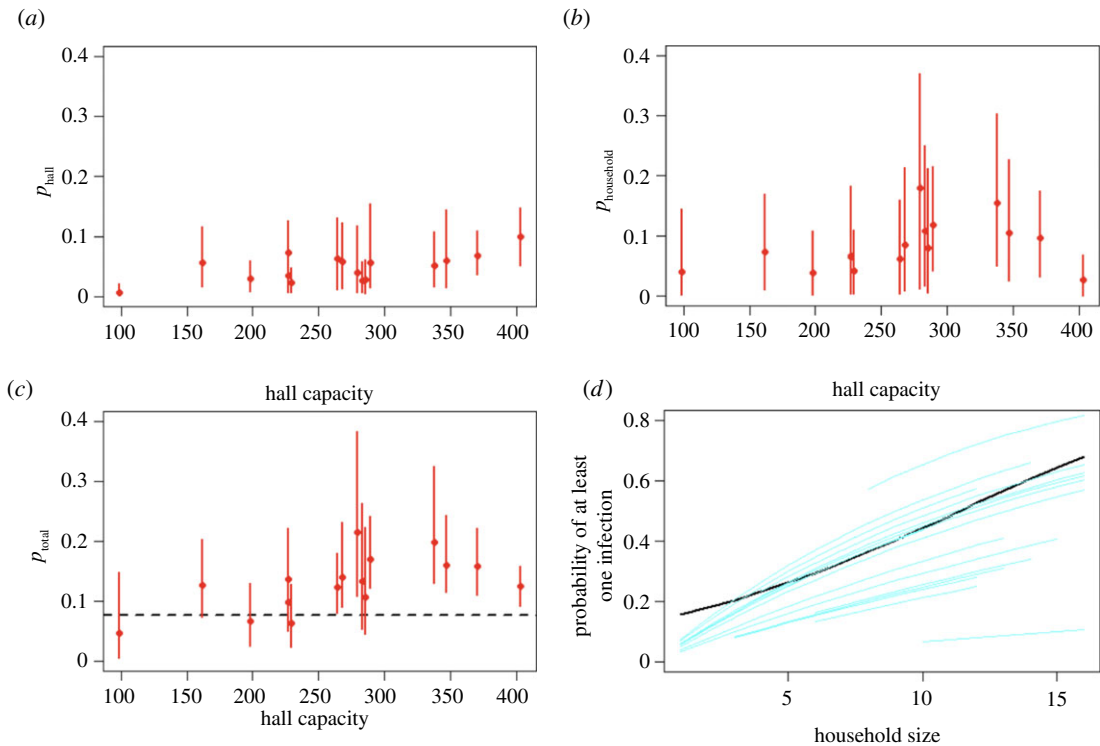 (a)
0.4
0.3
0.2
0.1
0
p_hall
100 150 200 250 300 350 400
hall capacity
(b)
0.4
0.3
0.2
0.1
0
p_household
100 150 200 250 300 350 400
hall capacity
(c)
0.4
0.3
0.2
0.1
0
p_total
100 150 200 250 300 350 400
hall capacity
(d)
0.8
0.6
0.4
0.2
0
probability of at least
one infection
5 10 15
household size